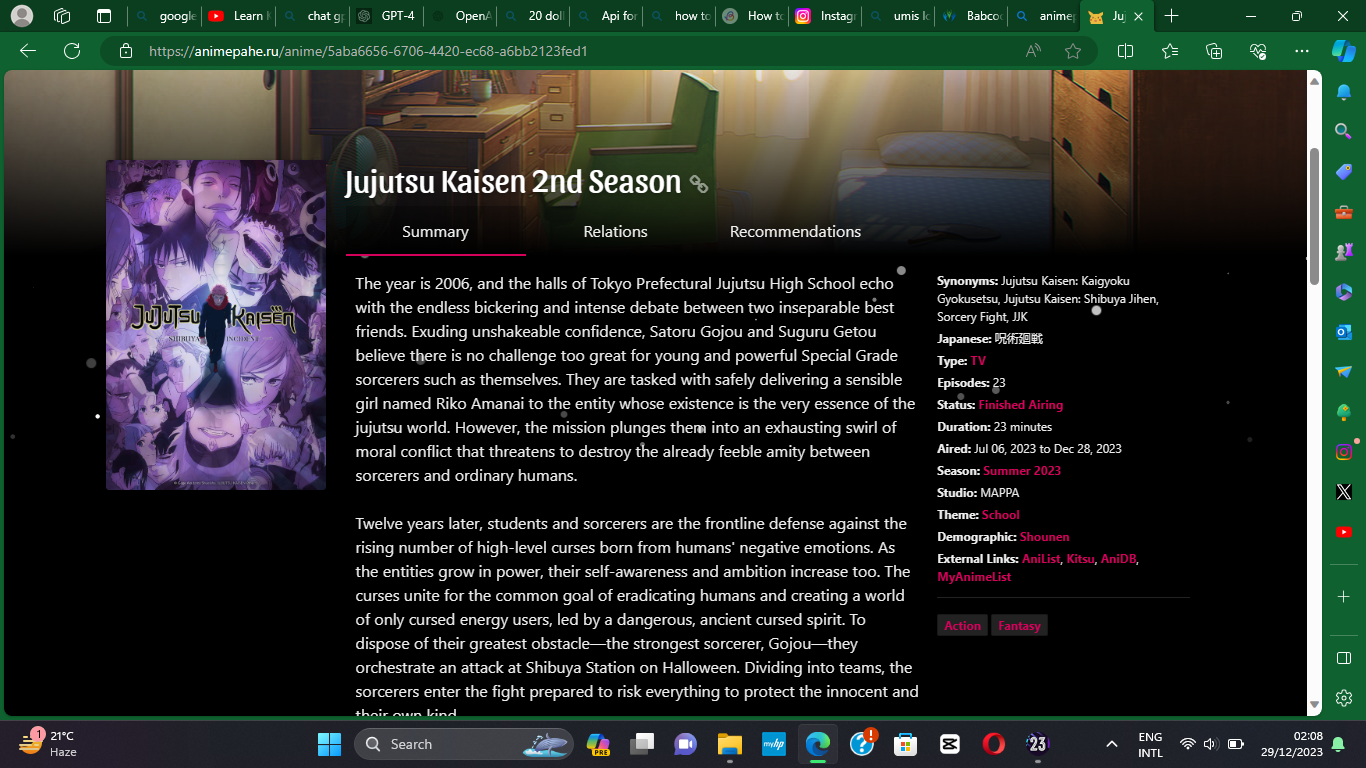 google
Learn
chat gp
GPT-4
OpenA
20 doll
Api for
how to
How to
Instag
umis lo
Babcoc
animep
Juj
https://animepahe.ru/anime/5aba6656-6706-4420-ec68-a6bb2123fed1
JUJUTSU KAISEN
SHIBUYA INCIDENT
Jujutsu Kaisen 2nd Season
Summary Relations Recommendations
The year is 2006, and the halls of Tokyo Prefectural Jujutsu High School echo
with the endless bickering and intense debate between two inseparable best
friends. Exuding unshakeable confidence, Satoru Gojou and Suguru Getou
believe there is no challenge too great for young and powerful Special Grade
sorcerers such as themselves. They are tasked with safely delivering a sensible
girl named Riko Amanai to the entity whose existence is the very essence of the
jujutsu world. However, the mission plunges them into an exhausting swirl of
moral conflict that threatens to destroy the already feeble amity between
sorcerers and ordinary humans.
Twelve years later, students and sorcerers are the frontline defense against the
rising number of high-level curses born from humans' negative emotions. As
the entities grow in power, their self-awareness and ambition increase too. The
curses unite for the common goal of eradicating humans and creating a world
of only cursed energy users, led by a dangerous, ancient cursed spirit. To
dispose of their greatest obstacle—the strongest sorcerer, Gojou—they
orchestrate an attack at Shibuya Station on Halloween. Dividing into teams, the
sorcerers enter the fight prepared to risk everything to protect the innocent and
their own kind.
Synonyms: Jujutsu Kaisen: Kaigyoku
Gyokusetsu, Jujutsu Kaisen: Shibuya Jihen,
Sorcery Fight, JJK
Japanese: 呪術廻戦
Type: TV
Episodes: 23
Status: Finished Airing
Duration: 23 minutes
Aired: Jul 06, 2023 to Dec 28, 2023
Season: Summer 2023
Studio: MAPPA
Theme: School
Demographic: Shounen
External Links: AniList, Kitsu, AniDB,
MyAnimeList
Action Fantasy
1
21°C
Haze
Search
PRE
myhp
23
ENG
INTL
02:08
29/12/2023